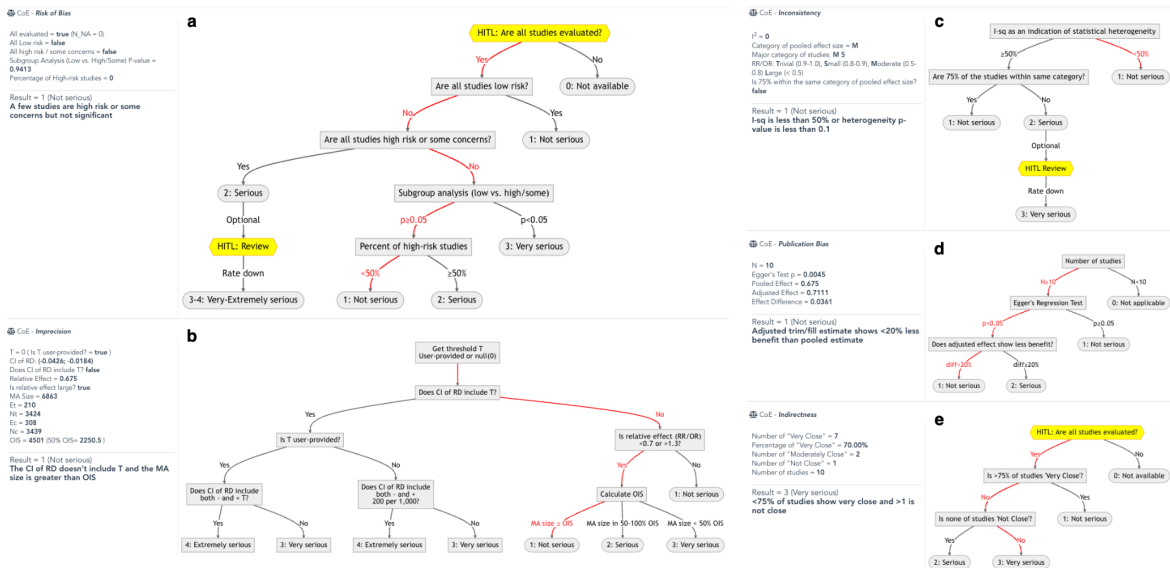 CoE - Risk of Bias
All evaluated = true (N_NA = 0)
All Low risk = false
All high risk / some concerns = false
Subgroup Analysis (Low vs. High/Some) P-value =
0.9413
Percentage of High-risk studies = 0
Result = 1 (Not serious)
A few studies are high risk or some
concerns but not significant
a
HITL: Are all studies evaluated?
Yes
No
Are all studies low risk?
0: Not available
No
Yes
Are all studies high risk or some concerns?
1: Not serious
Yes
No
2: Serious
Subgroup analysis (low vs. high/some)
Optional
p≥0.05
p<0.05
HITL: Review
Percent of high-risk studies
3: Very serious
Rate down
<50%
≥50%
3-4: Very-Extremely serious
1: Not serious
2: Serious
CoE - Imprecision
T = 0 ( Is T user-provided? = true )
CI of RD: (-0.0426; -0.0184)
Does CI of RD include T? false
Relative Effect = 0.675
Is relative effect large? true
MA Size = 6863
Et = 210
Nt = 3424
Ec = 308
Nc = 3439
OIS = 4501 (50% OIS= 2250.5 )
Result = 1 (Not serious)
The CI of RD doesn't include T and the MA
size is greater than OIS
b
Get threshold T
User-provided or null(0)
Does CI of RD include T?
Yes
No
Is T user-provided?
Is relative effect (RR/OR)
<0.7 or >1.3?
Yes
No
Yes
No
Does CI of RD include
both - and + T?
Does CI of RD include
both - and +
200 per 1,000?
Calculate OIS
1: Not serious
Yes
No
Yes
No
MA size ≥ OIS
MA size in 50-100% OIS
MA size < 50% OIS
4: Extremely serious
3: Very serious
4: Extremely serious
3: Very serious
1: Not serious
2: Serious
3: Very serious
CoE - Inconsistency
I² = 0
Category of pooled effect size = M
Major category of studies: M 5
RR/OR: Trivial (0.9-1.0), Small (0.8-0.9), Moderate (0.5-
0.8) Large (< 0.5)
Is 75% within the same category of pooled effect size?
false
Result = 1 (Not serious)
I-sq is less than 50% or heterogeneity p-
value is less than 0.1
c
I-sq as an indication of statistical heterogeneity
≥50%
<50%
Are 75% of the studies within same category?
1: Not serious
Yes
No
1: Not serious
2: Serious
Optional
HITL Review
Rate down
3: Very serious
CoE - Publication Bias
N = 10
Egger's Test p = 0.0045
Pooled Effect = 0.675
Adjusted Effect = 0.7111
Effect Difference = 0.0361
Result = 1 (Not serious)
Adjusted trim/fill estimate shows <20% less
benefit than pooled estimate
d
Number of studies
N≥10
N<10
Egger's Regression Test
0: Not applicable
p<0.05
p≥0.05
Does adjusted effect show less benefit?
1: Not serious
diff<20%
diff≥20%
1: Not serious
2: Serious
CoE - Indirectness
Number of "Very Close" = 7
Percentage of "Very Close" = 70.00%
Number of "Moderately Close" = 2
Number of "Not Close" = 1
Number of studies = 10
Result = 3 (Very serious)
<75% of studies show very close and >1 is
not close
e
HITL: Are all studies evaluated?
Yes
No
Is >75% of studies 'Very Close'?
0: Not available
No
Yes
Is none of studies 'Not Close'?
1: Not serious
Yes
No
2: Serious
3: Very serious